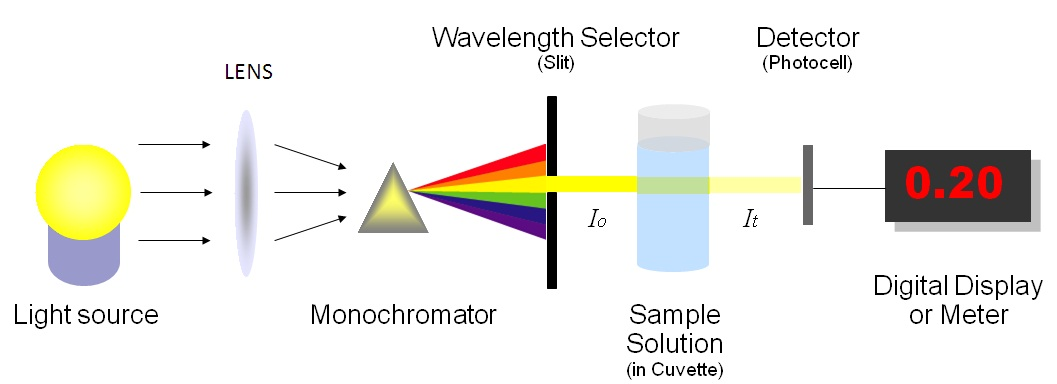 Wavelength Selector
(Slit)
Detector
(Photocell)
LENS
Io
It
0.20
Light source
Monochromator
Sample
Solution
(in Cuvette)
Digital Display
or Meter